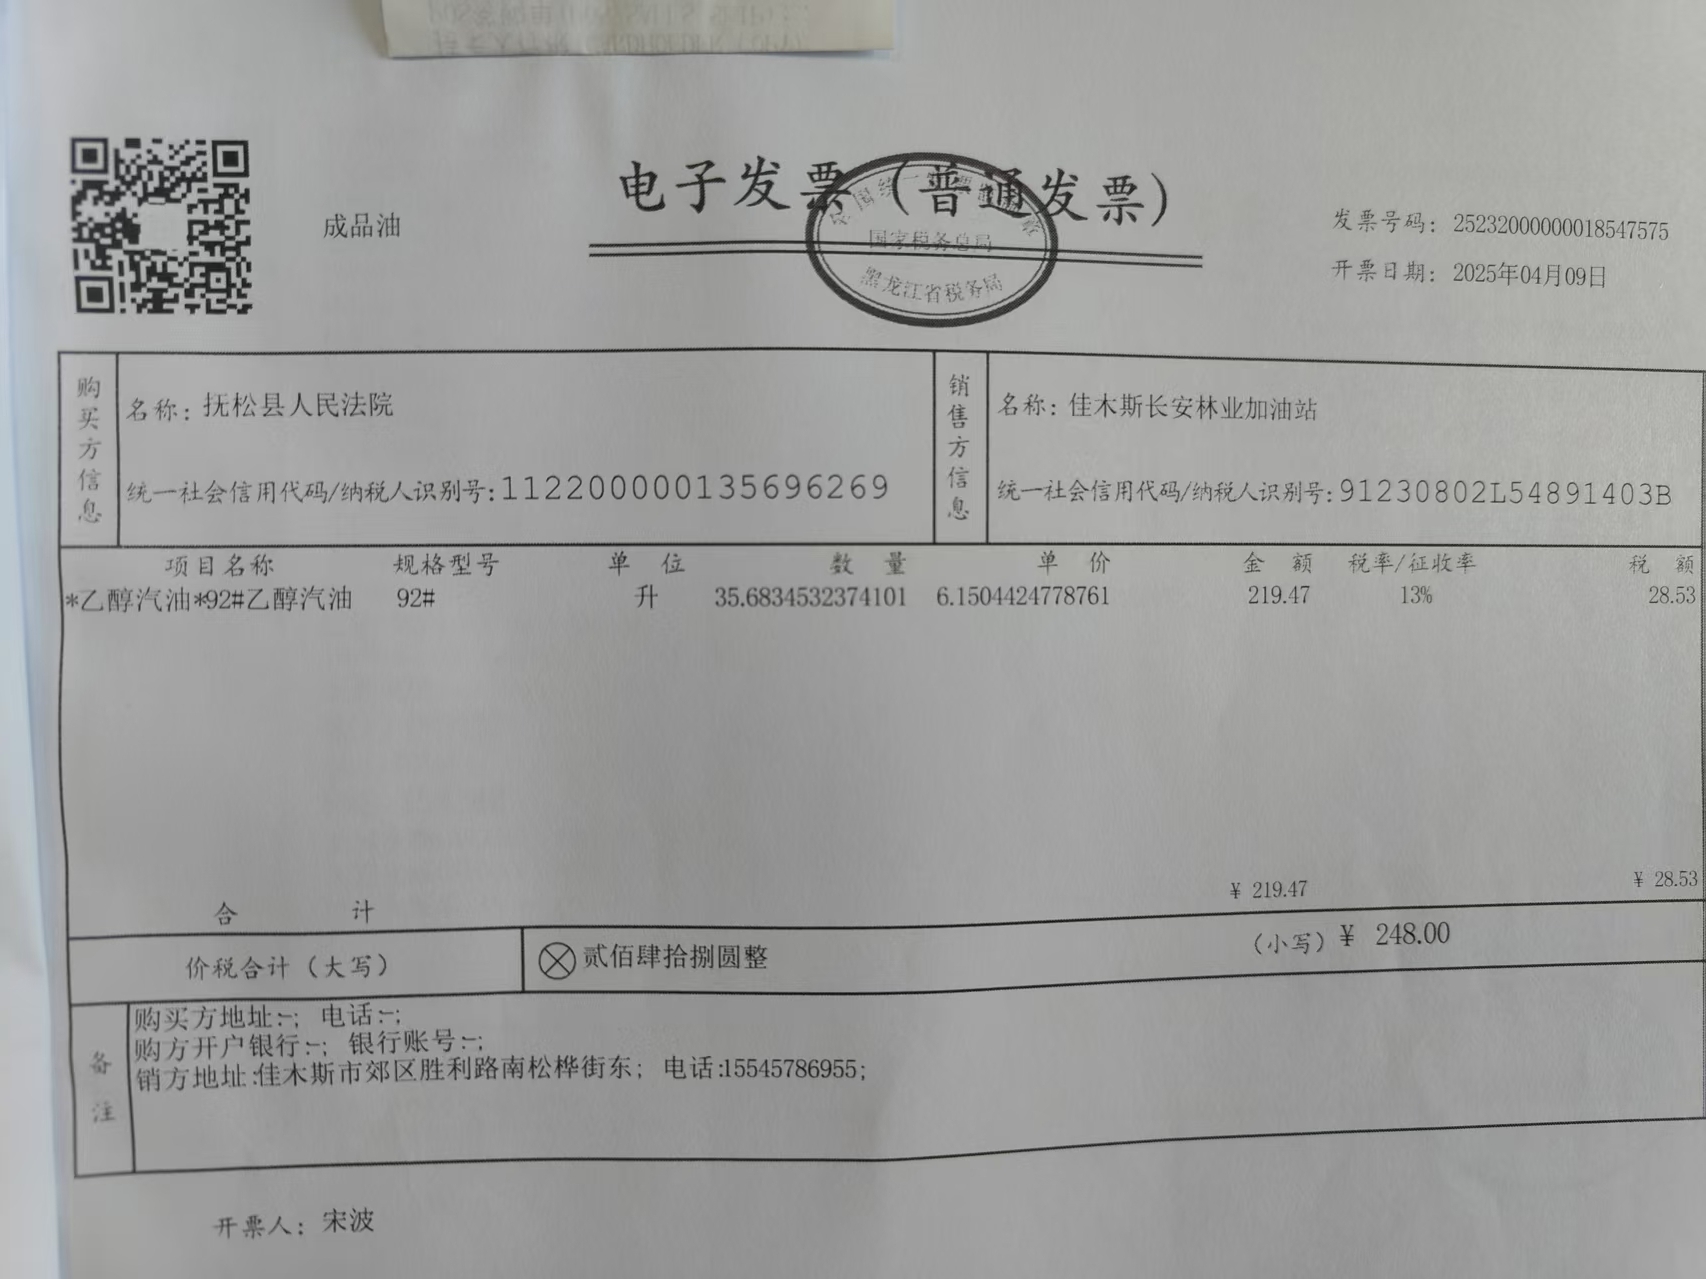 成品油
电子发票（普通发票）
国家税务总局
黑龙江省税务局
发票号码：25232000000018547575
开票日期：2025年04月09日
购买方信息
名称：抚松县人民法院
统一社会信用代码/纳税人识别号：112200000135696269
销售方信息
名称：佳木斯长安林业加油站
统一社会信用代码/纳税人识别号：91230802L54891403B
项目名称 规格型号 单位 数量 单价 金额 税率/征收率 税额
*乙醇汽油*92#乙醇汽油 92# 升 35.6834532374101 6.1504424778761 219.47 13% 28.53
合计 ¥ 219.47 ¥ 28.53
价税合计（大写） 贰佰肆拾捌圆整 （小写）¥ 248.00
备注
购买方地址:-; 电话:-;
购方开户银行:-; 银行账号:-;
销方地址:佳木斯市郊区胜利路南松桦街东; 电话:15545786955;
开票人：宋波